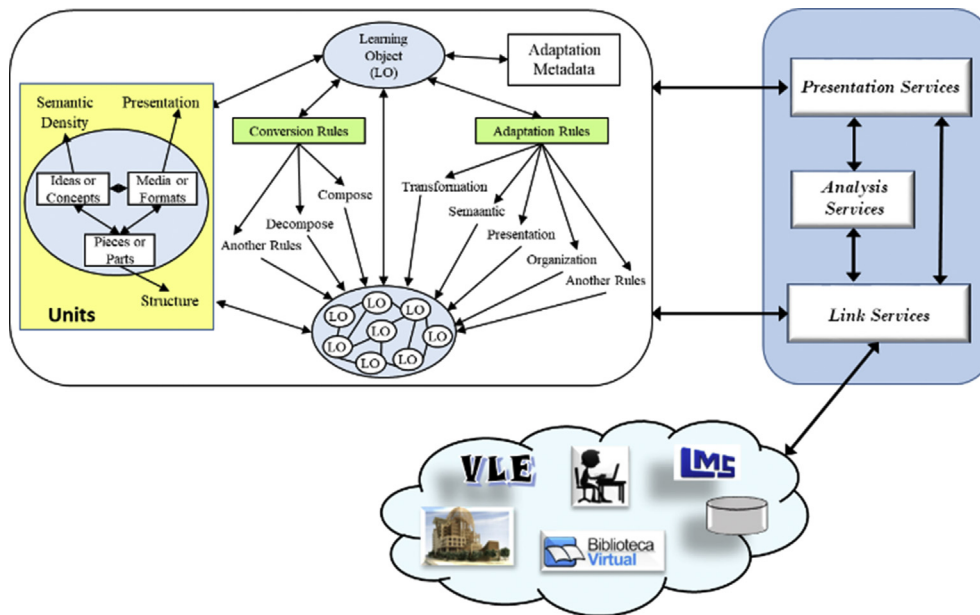 Learning
Object
(LO)
Adaptation
Metadata
Semantic
Density
Presentation
Ideas or
Concepts
Media or
Formats
Pieces or
Parts
Structure
Units
Conversion Rules
Compose
Decompose
Another Rules
Adaptation Rules
Transformation
Semaantic
Presentation
Organization
Another Rules
LO
LO
LO
LO
LO
LO
LO
LO
Presentation Services
Analysis
Services
Link Services
VLE
LMS
Biblioteca
Virtual